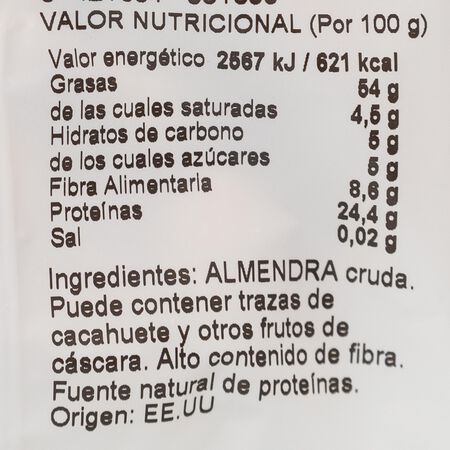 VALOR NUTRICIONAL (Por 100 g)
Valor energético 2567 kJ / 621 kcal
Grasas 54 g
de las cuales saturadas 4,5 g
Hidratos de carbono 5 g
de los cuales azúcares 5 g
Fibra Alimentaria 8,6 g
Proteínas 24,4 g
Sal 0,02 g
Ingredientes: ALMENDRA cruda.
Puede contener trazas de
cacahuete y otros frutos de
cáscara. Alto contenido de fibra.
Fuente natural de proteínas.
Origen: EE.UU